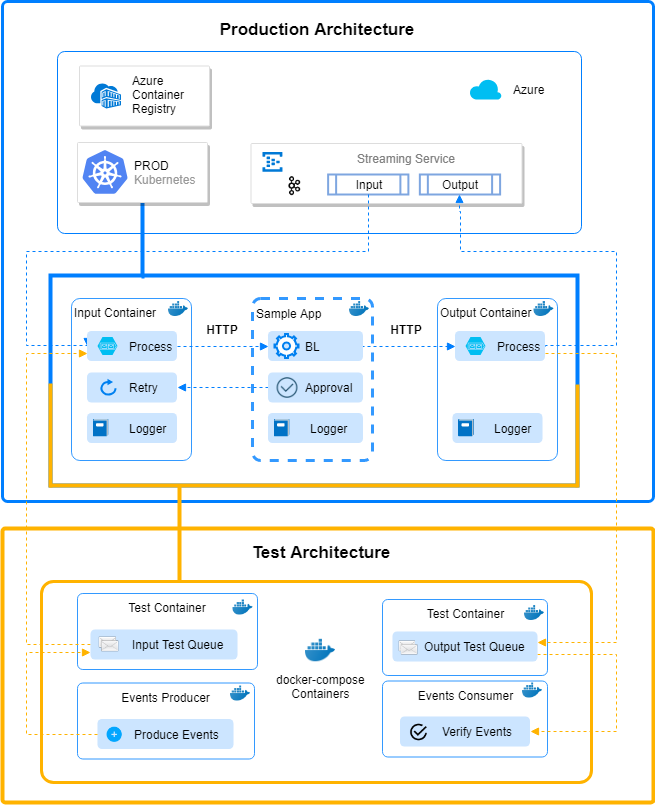 Production Architecture
Azure
Container
Registry
Azure
PROD
Kubernetes
Streaming Service
Input
Output
Input Container
Process
Retry
Logger
HTTP
Sample App
BL
Approval
Logger
HTTP
Output Container
Process
Logger
Test Architecture
Test Container
Input Test Queue
Events Producer
Produce Events
docker-compose
Containers
Test Container
Output Test Queue
Events Consumer
Verify Events